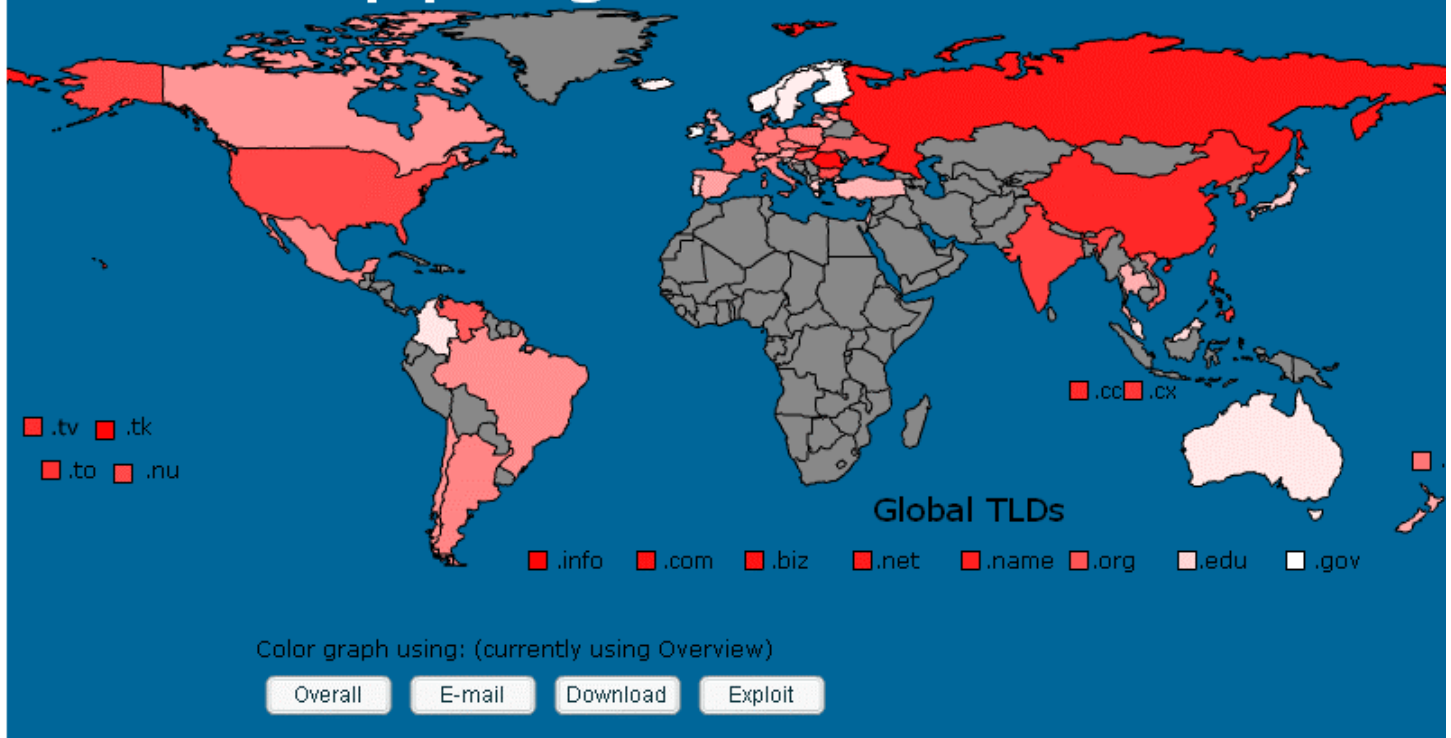 .cc .cx
.tv .tk
.to .nu
Global TLDs
.info .com .biz .net .name .org .edu .gov
Color graph using: (currently using Overview)
Overall E-mail Download Exploit